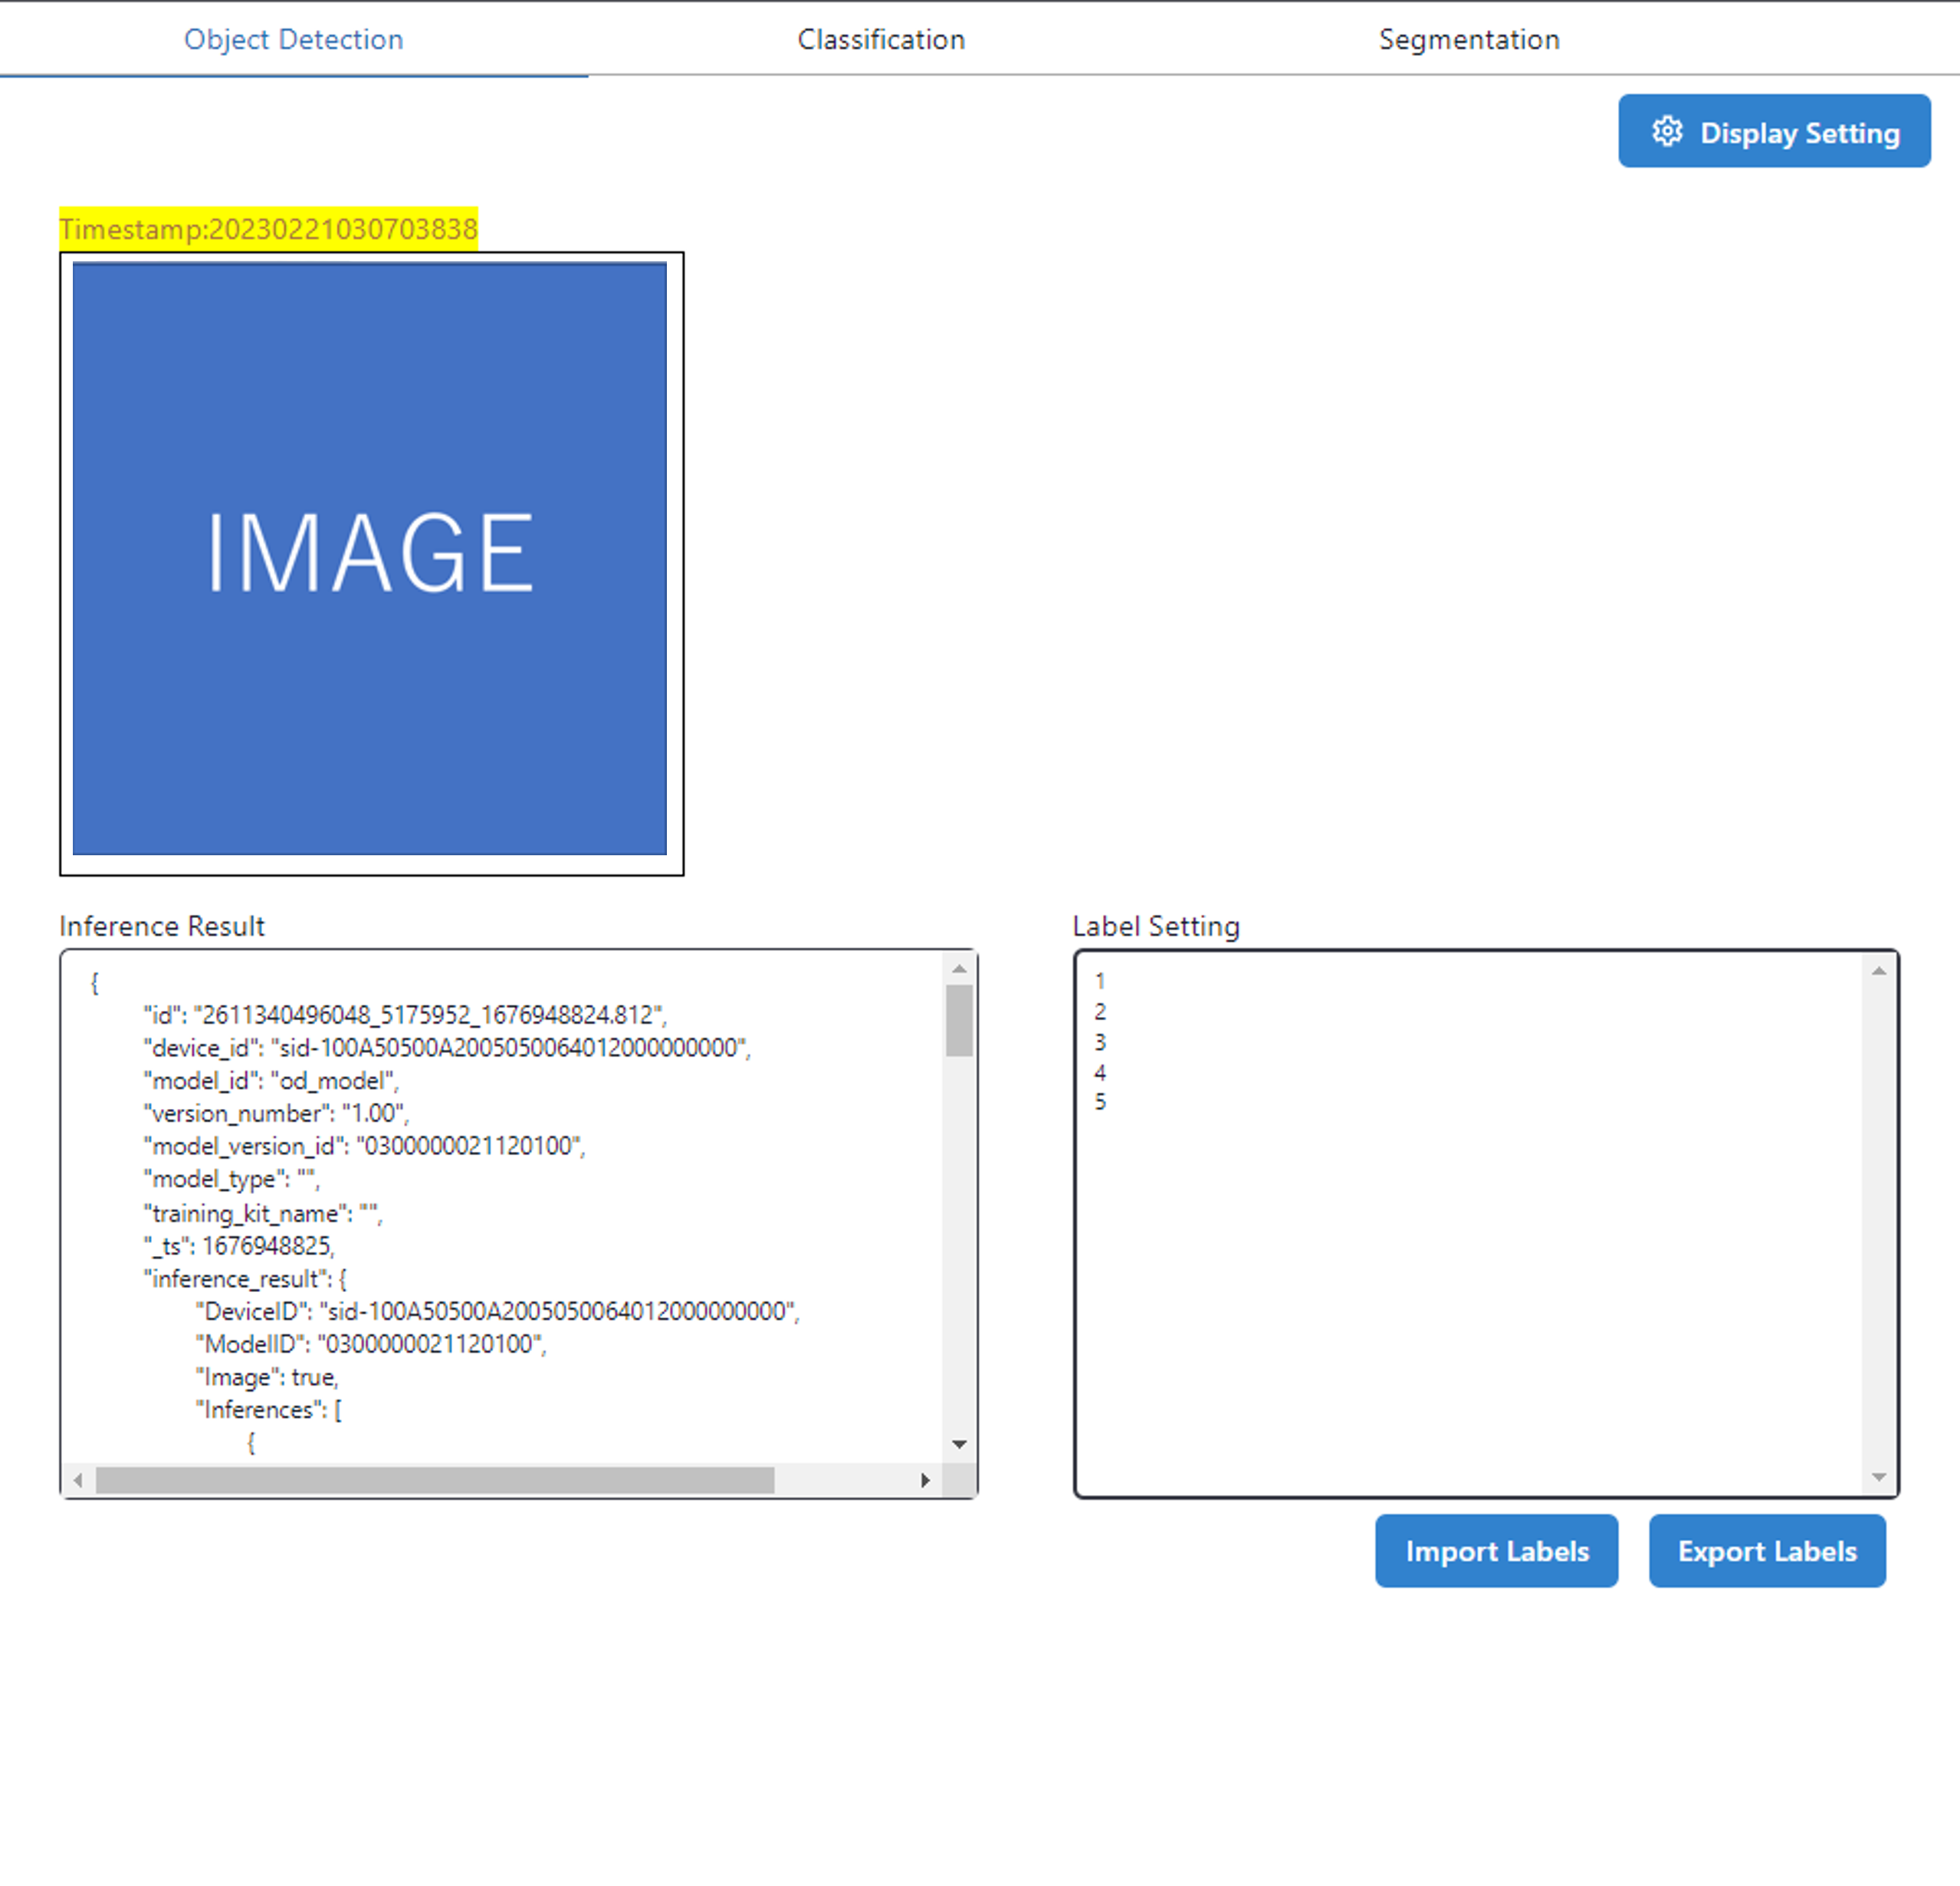 Object Detection
Classification
Segmentation
Display Setting
Timestamp:20230221030703838
IMAGE
Inference Result
{
"id": "2611340496048_5175952_1676948824.812",
"device_id": "sid-100A50500A2005050064012000000000",
"model_id": "od_model",
"version_number": "1.00",
"model_version_id": "0300000021120100",
"model_type": "",
"training_kit_name": "",
"_ts": 1676948825,
"inference_result": {
"DeviceID": "sid-100A50500A2005050064012000000000",
"ModelID": "0300000021120100",
"Image": true,
"Inferences": [
{
Label Setting
1
2
3
4
5
Import Labels
Export Labels